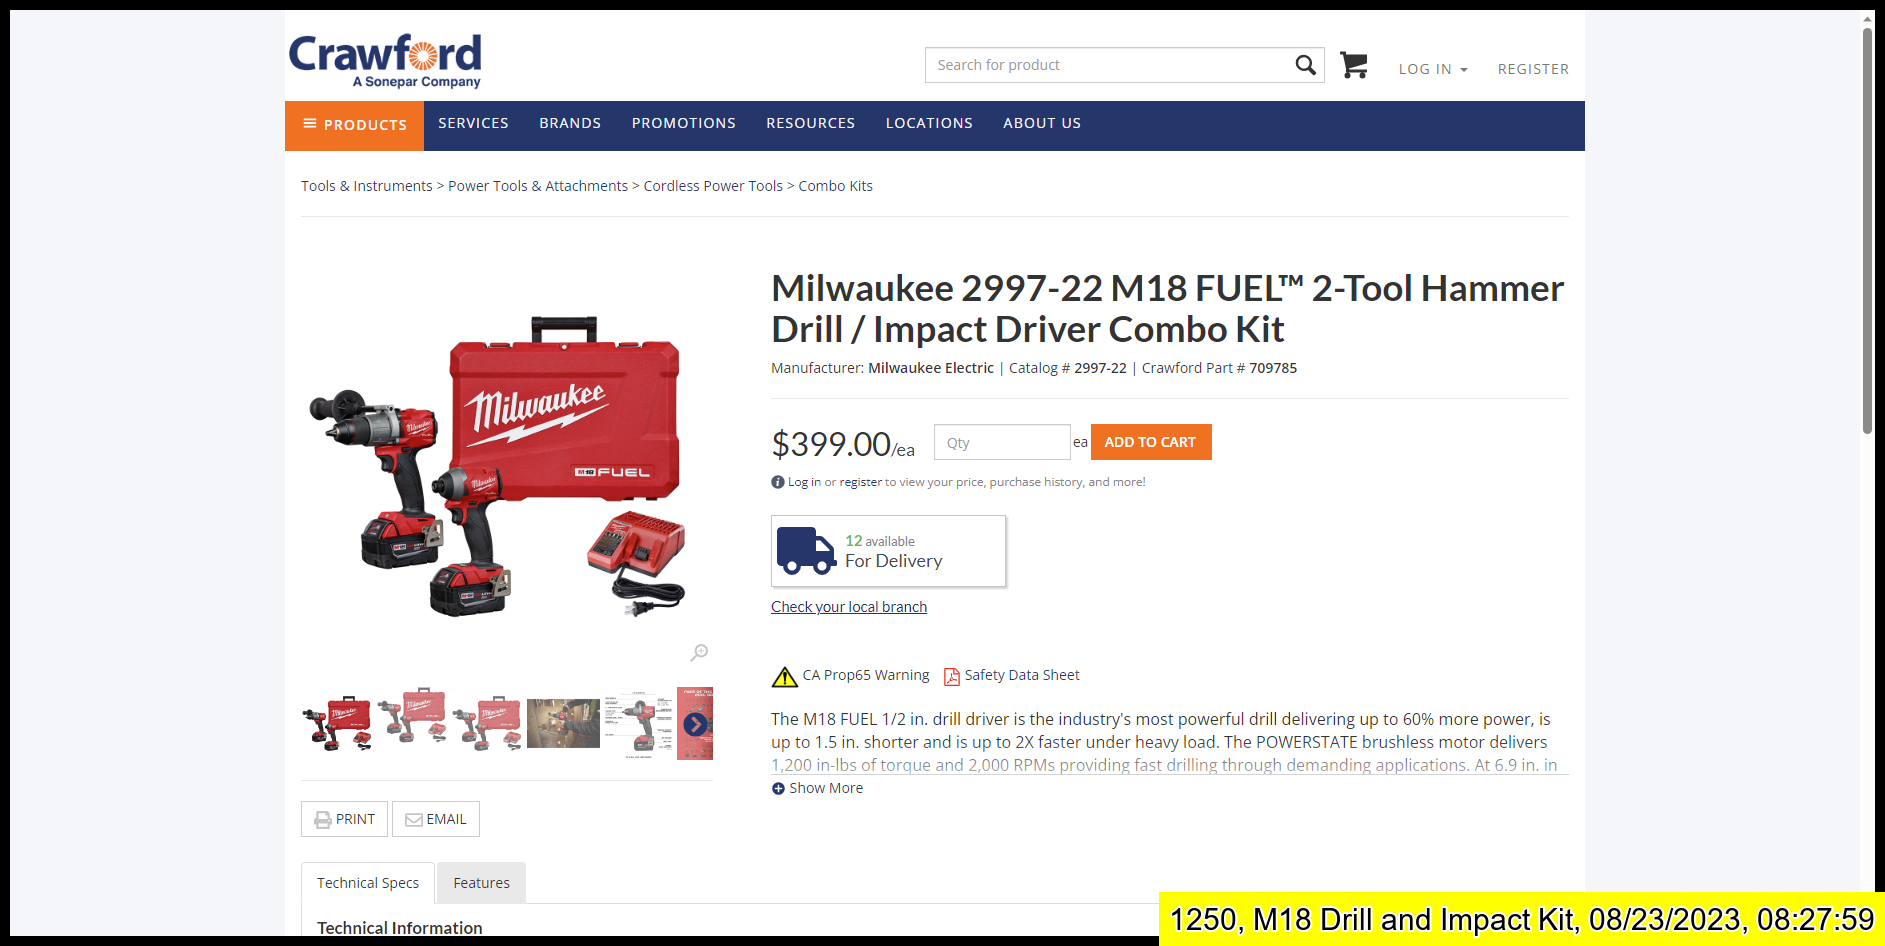 Crawford
A Sonepar Company
Search for product
LOG IN
REGISTER
PRODUCTS
SERVICES
BRANDS
PROMOTIONS
RESOURCES
LOCATIONS
ABOUT US
Tools & Instruments > Power Tools & Attachments > Cordless Power Tools > Combo Kits
Milwaukee 2997-22 M18 FUEL™ 2-Tool Hammer
Drill / Impact Driver Combo Kit
Manufacturer: Milwaukee Electric | Catalog # 2997-22 | Crawford Part # 709785
Milwaukee
M18 FUEL
Milwaukee
Milwaukee
$399.00/ea
Qty
ea
ADD TO CART
Log in or register to view your price, purchase history, and more!
12 available
For Delivery
Check your local branch
CA Prop65 Warning
Safety Data Sheet
The M18 FUEL 1/2 in. drill driver is the industry's most powerful drill delivering up to 60% more power, is
up to 1.5 in. shorter and is up to 2X faster under heavy load. The POWERSTATE brushless motor delivers
1,200 in-lbs of torque and 2,000 RPMs providing fast drilling through demanding applications. At 6.9 in. in
Show More
PRINT
EMAIL
Technical Specs
Features
Technical Information
1250, M18 Drill and Impact Kit, 08/23/2023, 08:27:59